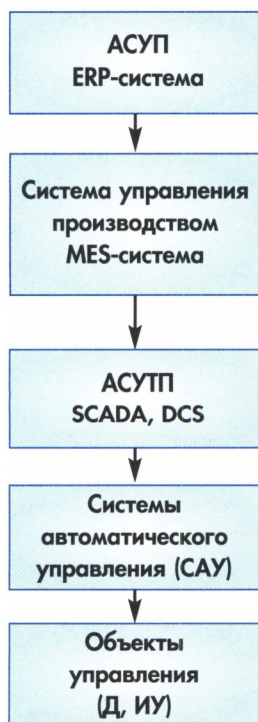 АСУП
ERP-система
Система управления
производством
MES-система
АСУТП
SCADA, DCS
Системы
автоматического
управления (САУ)
Объекты
управления
(Д, ИУ)